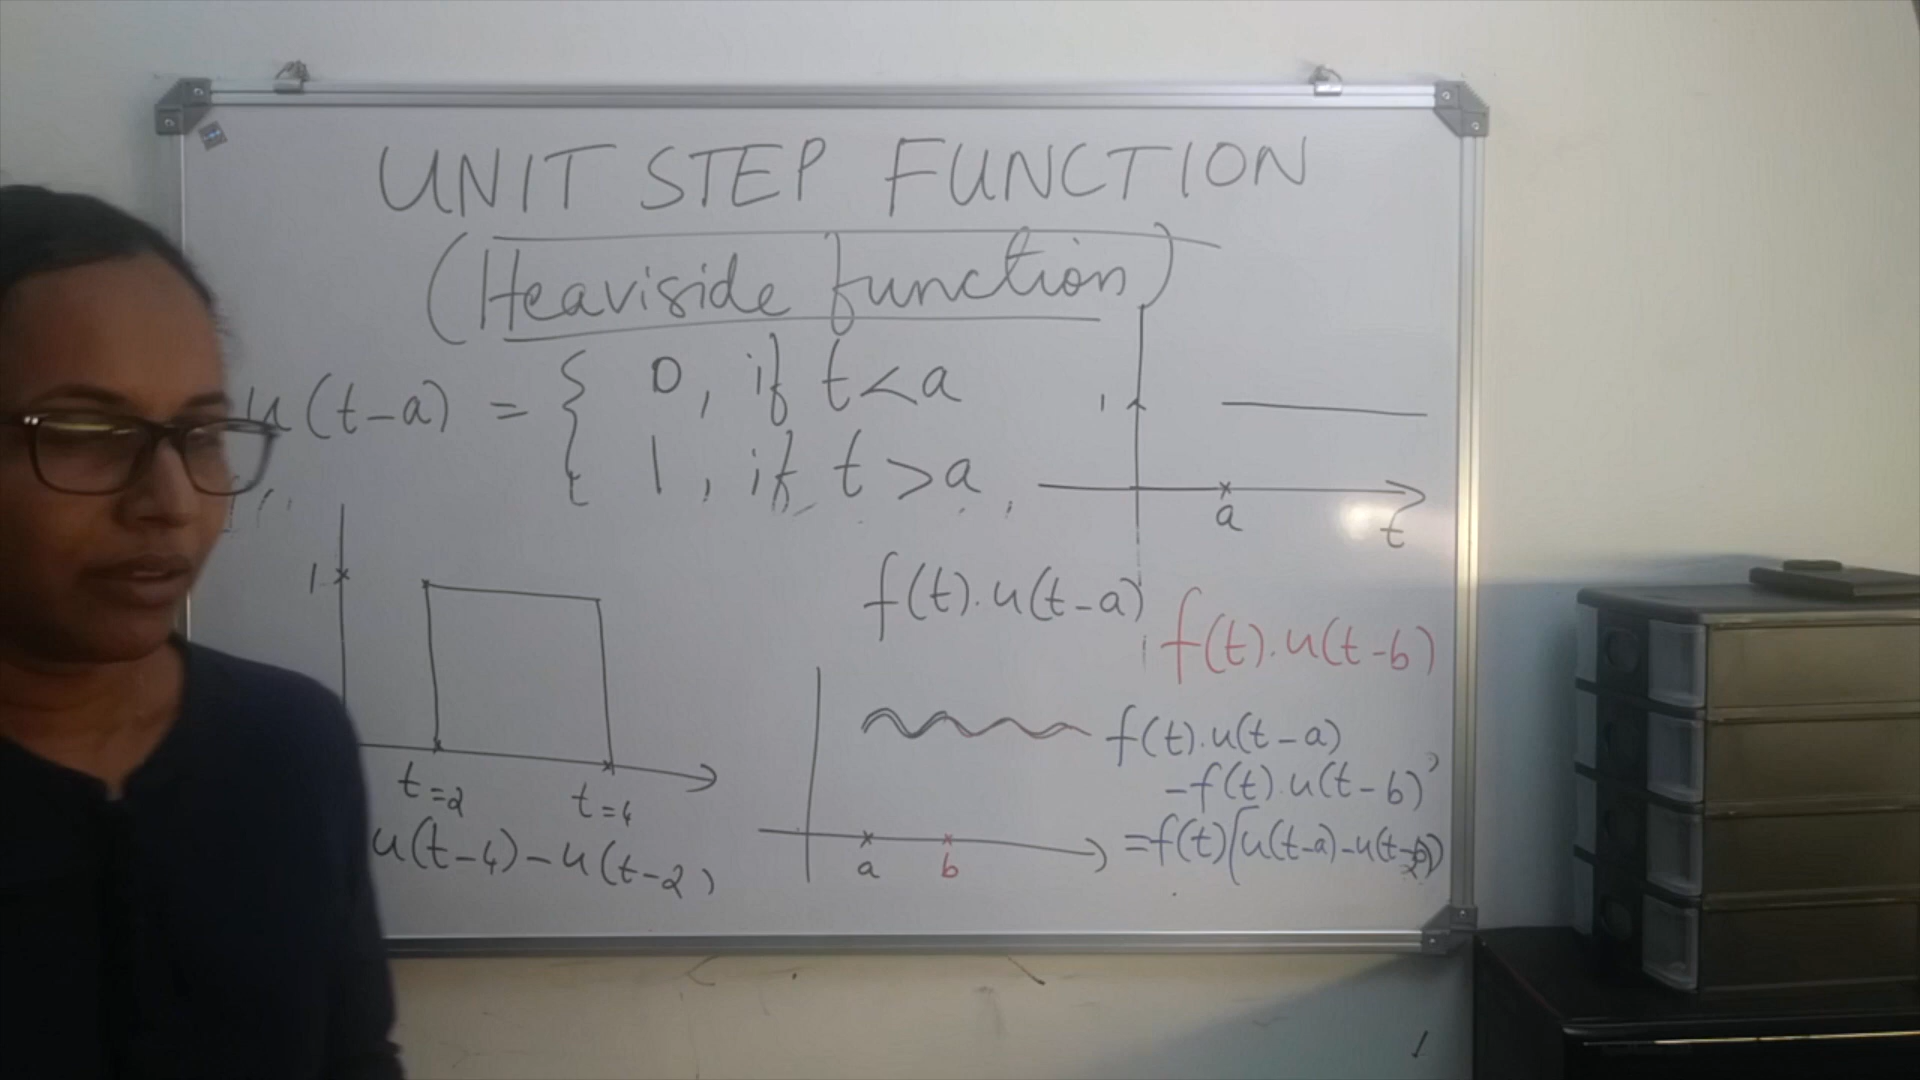 UNIT STEP FUNCTION
(Heaviside function)
u(t-a) = { 0, if t<a
1, if t>a
1
a
t
1
t=2
t=4
u(t-4)-u(t-2)
f(t).u(t-a)
f(t).u(t-b)
f(t).u(t-a)
-f(t).u(t-b)
=f(t)(u(t-a)-u(t-b))
a
b